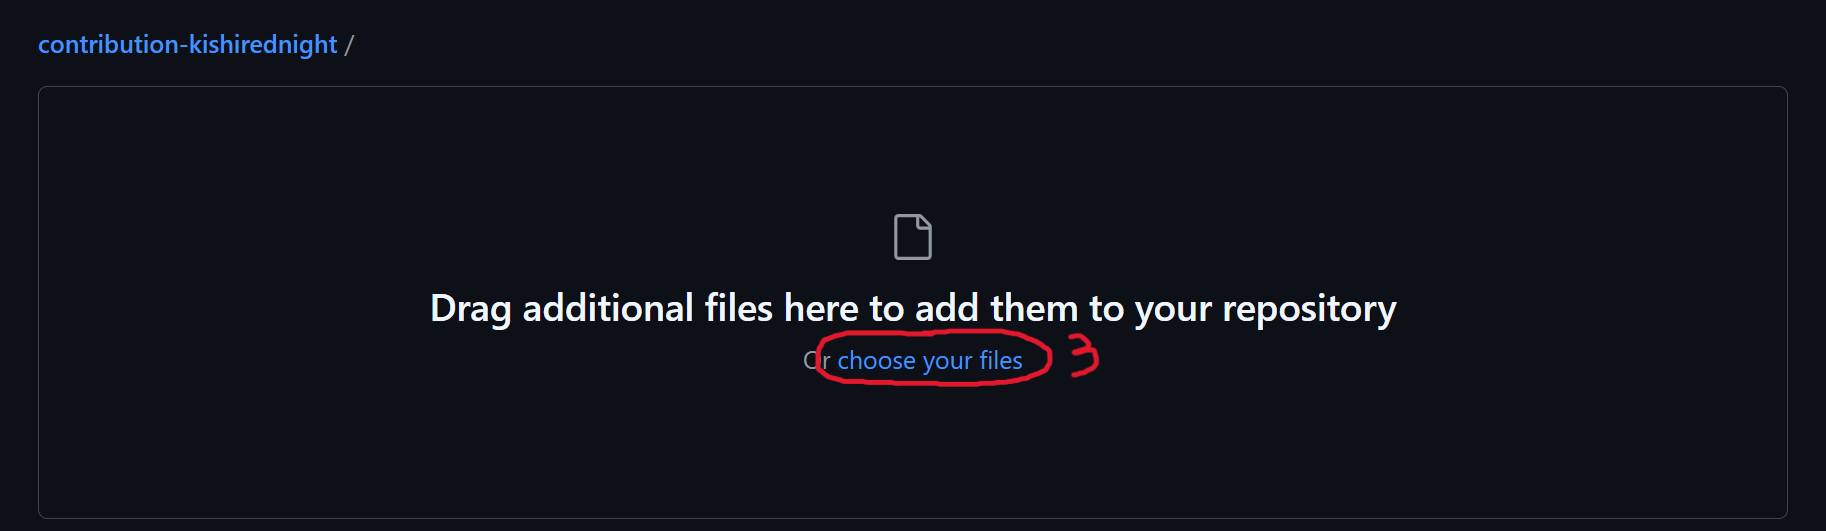 contribution-kishirednight /
Drag additional files here to add them to your repository
Or choose your files 3